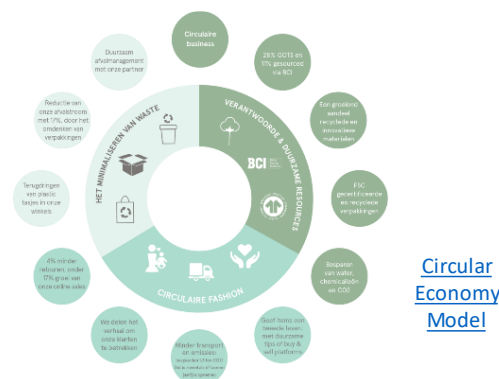 Circulaire
business
Duurzaam
afvalmanagement
met onze partner
29% GOTS en
11% gesourced
via BCI
Reductie van
onze afvalstroom
met 17%, door het
omdenken van
verpakkingen
Een groeiend
aandeel
recyclede en
innovatieve
materialen
HET MINIMALISEREN VAN WASTE
VERANTWOORDE & DUURZAME RESOURCES
BCI
Terugdringen
van plastic
tasjes in onze
winkels
FSC
gecertificeerde
en recyclede
verpakkingen
4% minder
retouren, onder
17% groei van
onze online sales
Besparen
van water,
chemicaliën
en CO2
CIRCULAIRE FASHION
We delen het
verhaal om
onze klanten
te betrekken
Minder transport
en emissies:
Geef items een
tweede leven:
met duurzame
tips of buy &
sell platforms
Circular
Economy
Model